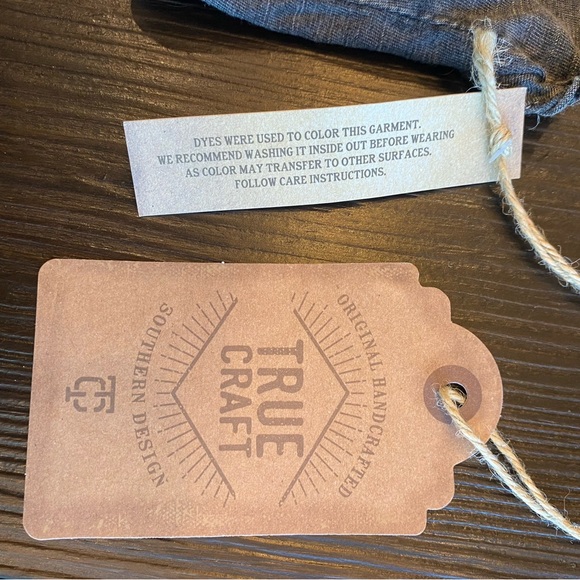 DYES WERE USED TO COLOR THIS GARMENT.
WE RECOMMEND WASHING IT INSIDE OUT BEFORE WEARING
AS COLOR MAY TRANSFER TO OTHER SURFACES.
FOLLOW CARE INSTRUCTIONS.
ORIGINAL HANDCRAFTED
TRUE
CRAFT
SOUTHERN DESIGN